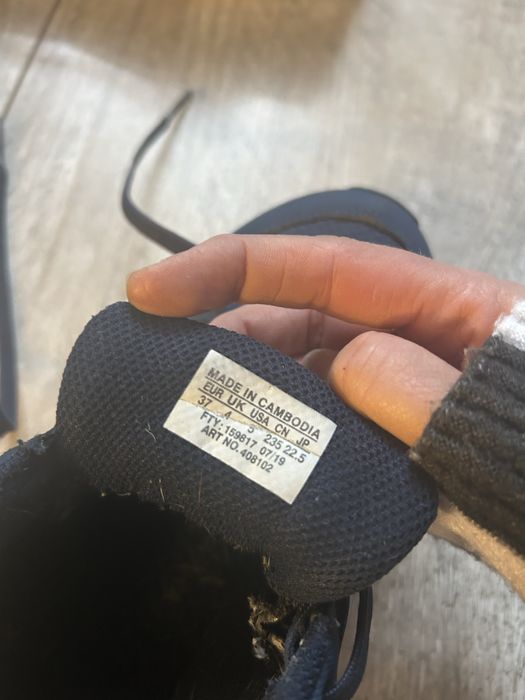 MADE IN CAMBODIA
EUR UK USA CN JP
37 4 5 235 22.5
FTY:159817 07/19
ART NO.408102